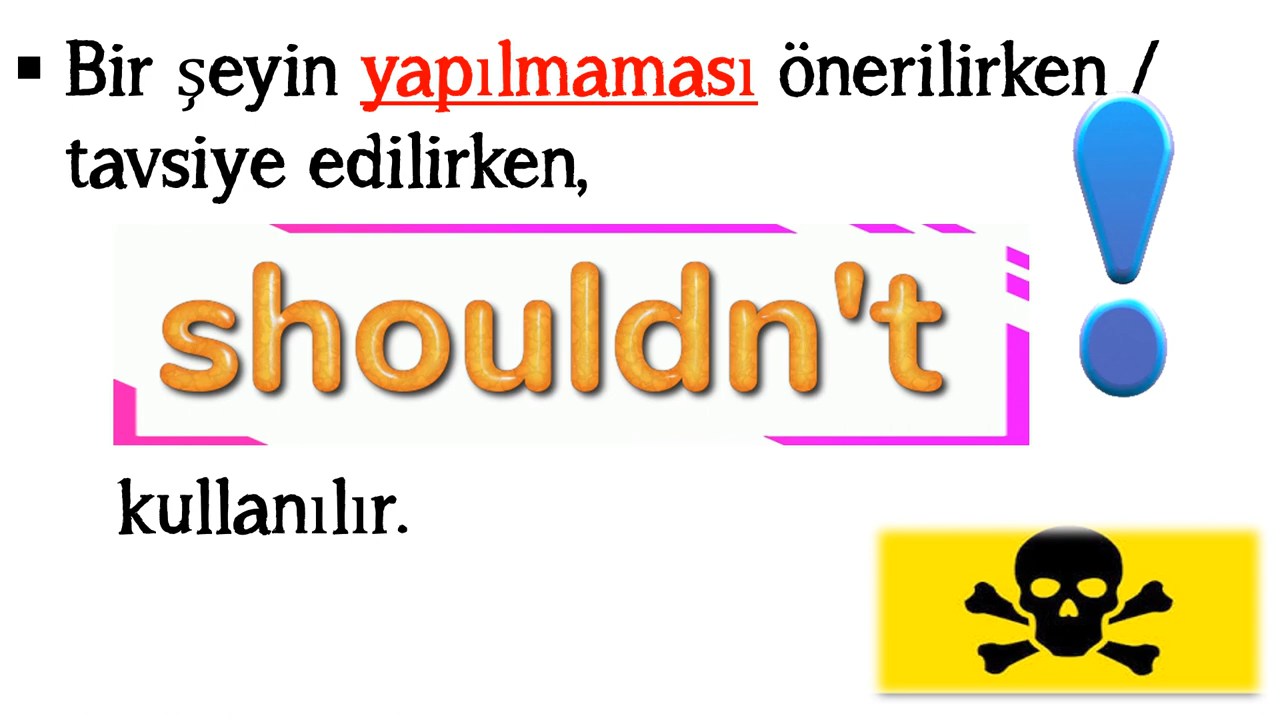 ▪ Bir şeyin yapılmaması önerilirken /
tavsiye edilirken,
shouldn't
!
kullanılır.